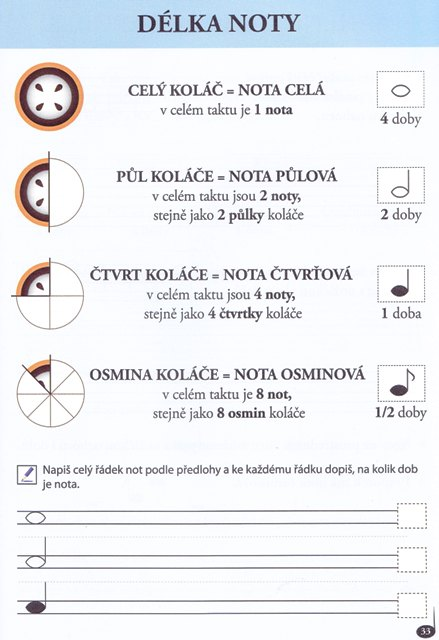 DÉLKA NOTY
CELÝ KOLÁČ = NOTA CELÁ
v celém taktu je 1 nota
4 doby
PŮL KOLÁČE = NOTA PŮLOVÁ
v celém taktu jsou 2 noty,
stejně jako 2 půlky koláče
2 doby
ČTVRT KOLÁČE = NOTA ČTVRŤOVÁ
v celém taktu jsou 4 noty,
stejně jako 4 čtvrtky koláče
1 doba
OSMINA KOLÁČE = NOTA OSMINOVÁ
v celém taktu je 8 not,
stejně jako 8 osmin koláče
1/2 doby
Napiš celý řádek not podle předlohy a ke každému řádku dopiš, na kolik dob
je nota.
33